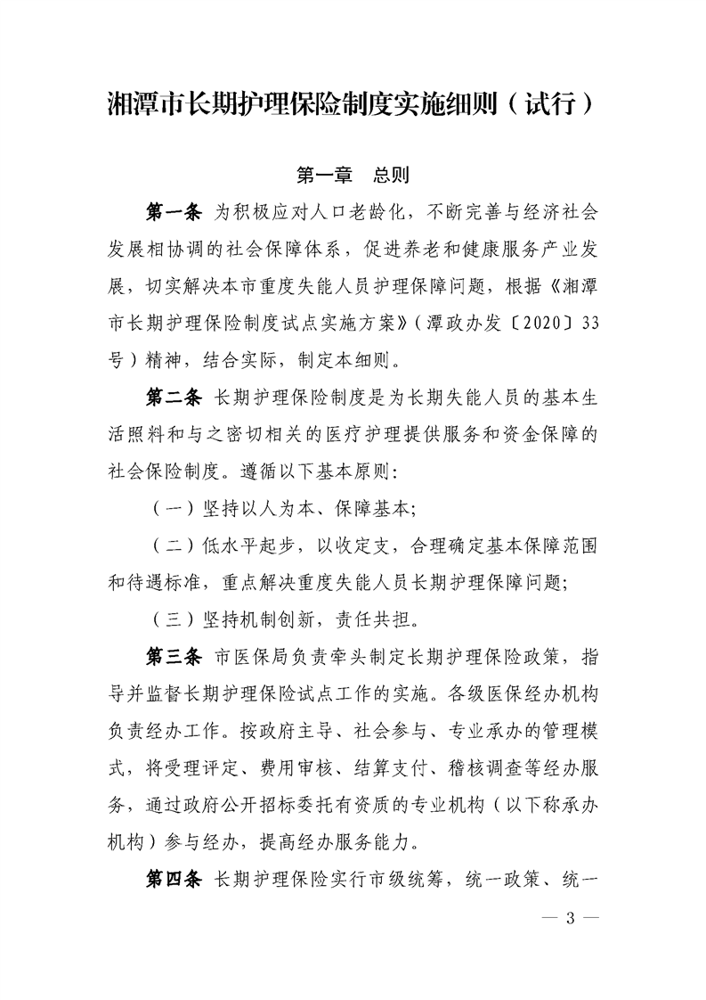 湘潭市长期护理保险制度实施细则（试行）
第一章　总则
第一条 为积极应对人口老龄化，不断完善与经济社会
发展相协调的社会保障体系，促进养老和健康服务产业发
展，切实解决本市重度失能人员护理保障问题，根据《湘潭
市长期护理保险制度试点实施方案》（潭政办发〔2020〕33
号）精神，结合实际，制定本细则。
第二条 长期护理保险制度是为长期失能人员的基本生
活照料和与之密切相关的医疗护理提供服务和资金保障的
社会保险制度。遵循以下基本原则：
（一）坚持以人为本、保障基本；
（二）低水平起步，以收定支，合理确定基本保障范围
和待遇标准，重点解决重度失能人员长期护理保障问题；
（三）坚持机制创新，责任共担。
第三条 市医保局负责牵头制定长期护理保险政策，指
导并监督长期护理保险试点工作的实施。各级医保经办机构
负责经办工作。按政府主导、社会参与、专业承办的管理模
式，将受理评定、费用审核、结算支付、稽核调查等经办服
务，通过政府公开招标委托有资质的专业机构（以下称承办
机构）参与经办，提高经办服务能力。
第四条 长期护理保险实行市级统筹，统一政策、统一
— 3 —